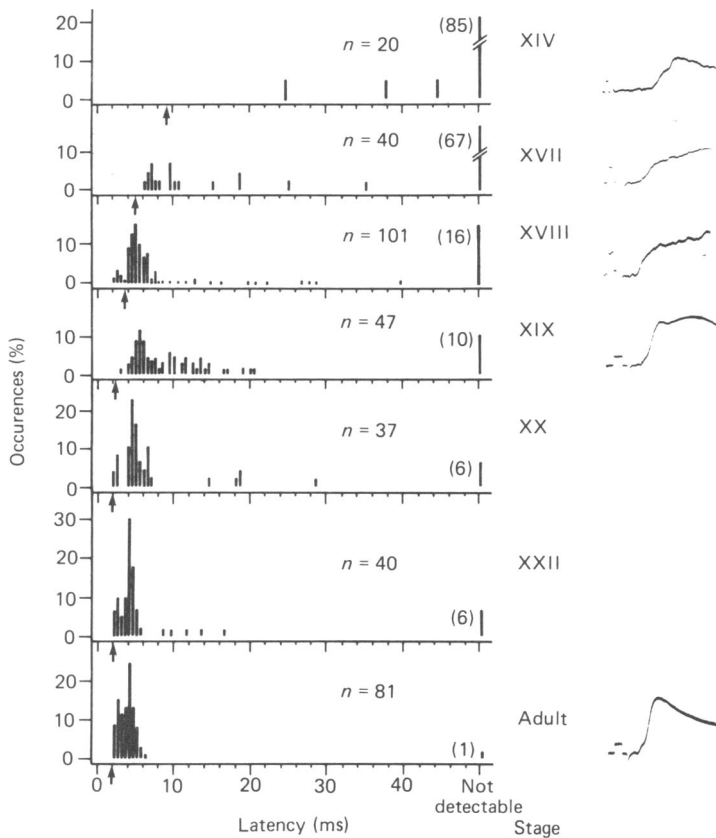 20
10
0
n = 20
(85)
XIV
10
0
n = 40
(67)
XVII
10
0
n = 101
(16)
XVIII
10
0
n = 47
(10)
XIX
20
10
0
n = 37
(6)
XX
30
20
10
0
n = 40
(6)
XXII
20
10
0
n = 81
(1)
Adult
Occurences (%)
0 10 20 30 40 Not
detectable
Latency (ms)
Stage